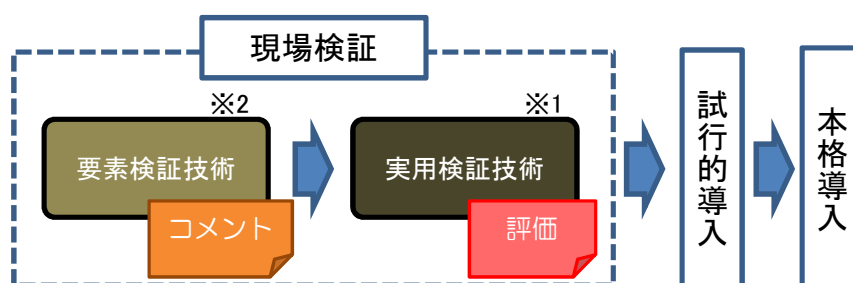 現場検証
※2
要素検証技術
コメント
※1
実用検証技術
評価
試行的導入
本格導入